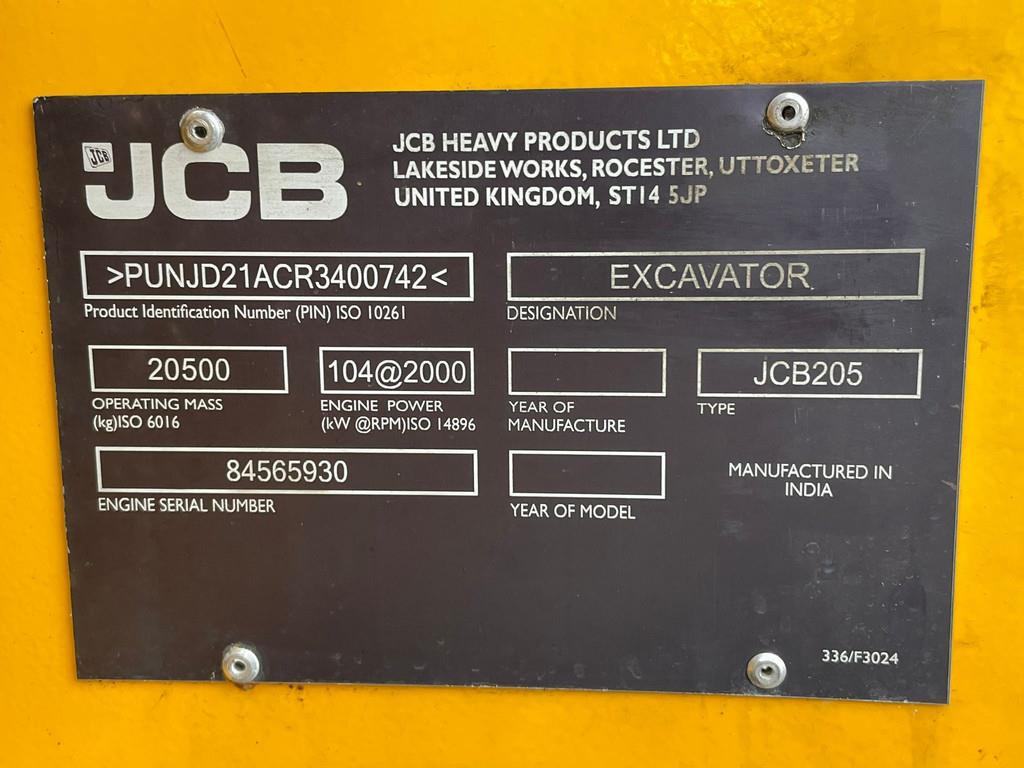 JCB
JCB
JCB HEAVY PRODUCTS LTD
LAKESIDE WORKS, ROCESTER, UTTOXETER
UNITED KINGDOM, ST14 5JP
>PUNJD21ACR3400742<
Product Identification Number (PIN) ISO 10261
EXCAVATOR
DESIGNATION
20500
OPERATING MASS
(kg)ISO 6016
104@2000
ENGINE POWER
(kW @RPM)ISO 14896
YEAR OF
MANUFACTURE
JCB205
TYPE
84565930
ENGINE SERIAL NUMBER
YEAR OF MODEL
MANUFACTURED IN
INDIA
336/F3024